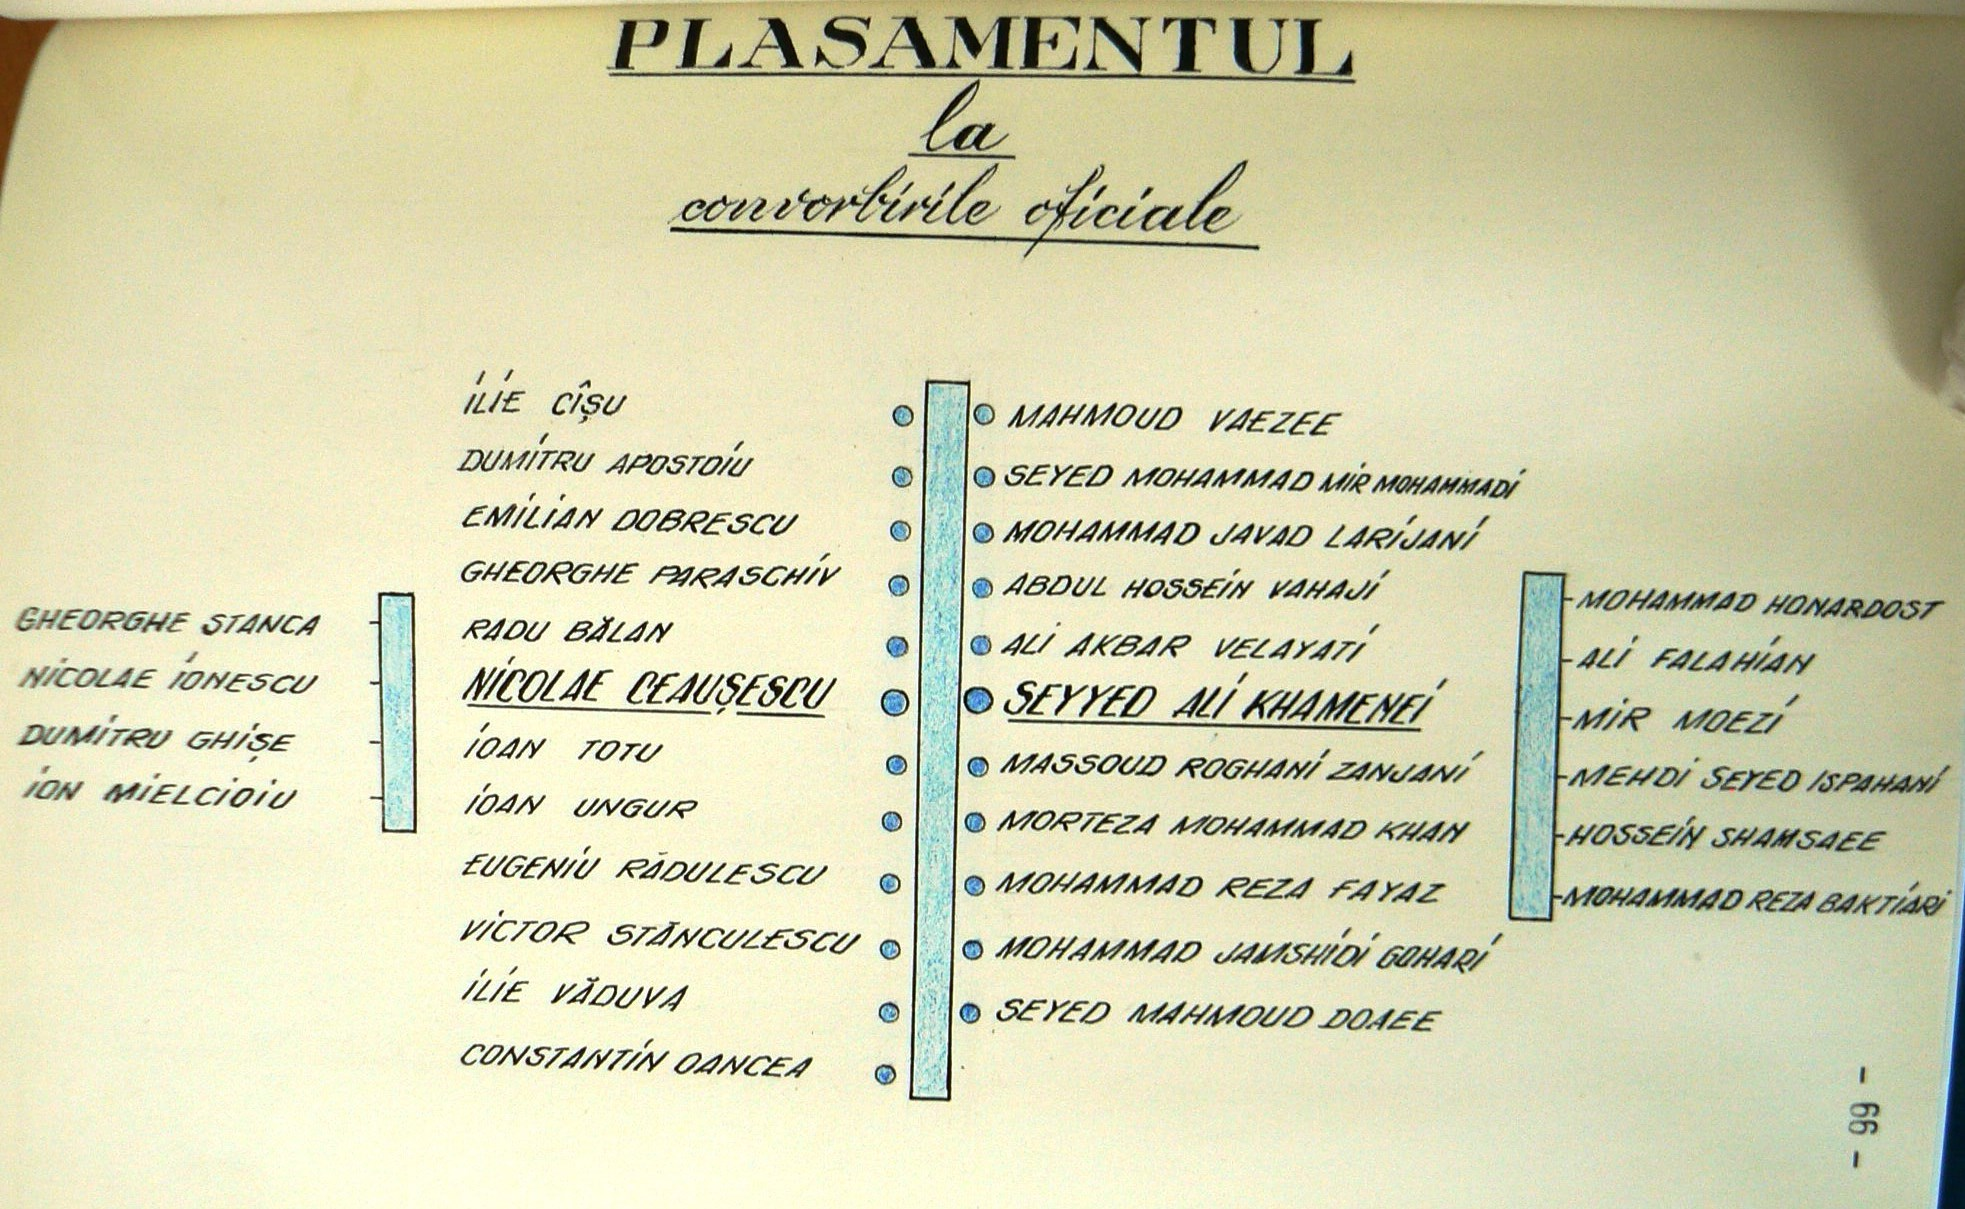 PLASAMENTUL
la
convorbirile oficiale
GHEORGHE STANCA
NICOLAE IONESCU
DUMITRU GHIȘE
ION MIELCIOIU
ILIE CÎȘU
DUMITRU APOSTOIU
EMILIAN DOBRESCU
GHEORGHE PARASCHIV
RADU BĂLAN
NICOLAE CEAUȘESCU
IOAN TOTU
IOAN UNGUR
EUGENIU RĂDULESCU
VICTOR STĂNCULESCU
ILIE VĂDUVA
CONSTANTIN OANCEA
MAHMOUD VAEZEE
SEYED MOHAMMAD MIR MOHAMMADI
MOHAMMAD JAVAD LARIJANI
ABDUL HOSSEIN VAHAJI
ALI AKBAR VELAYATI
SEYYED ALI KHAMENEI
MASSOUD ROGHANI ZANJANI
MORTEZA MOHAMMAD KHAN
MOHAMMAD REZA FAYAZ
MOHAMMAD JAMSHIDI GOHARI
SEYED MAHMOUD DOAEE
MOHAMMAD HONARDOST
ALI FALAHIAN
MIR MOEZI
MEHDI SEYED ISPAHANI
HOSSEIN SHAMSAEE
MOHAMMAD REZA BAKTIARI
- 66 -